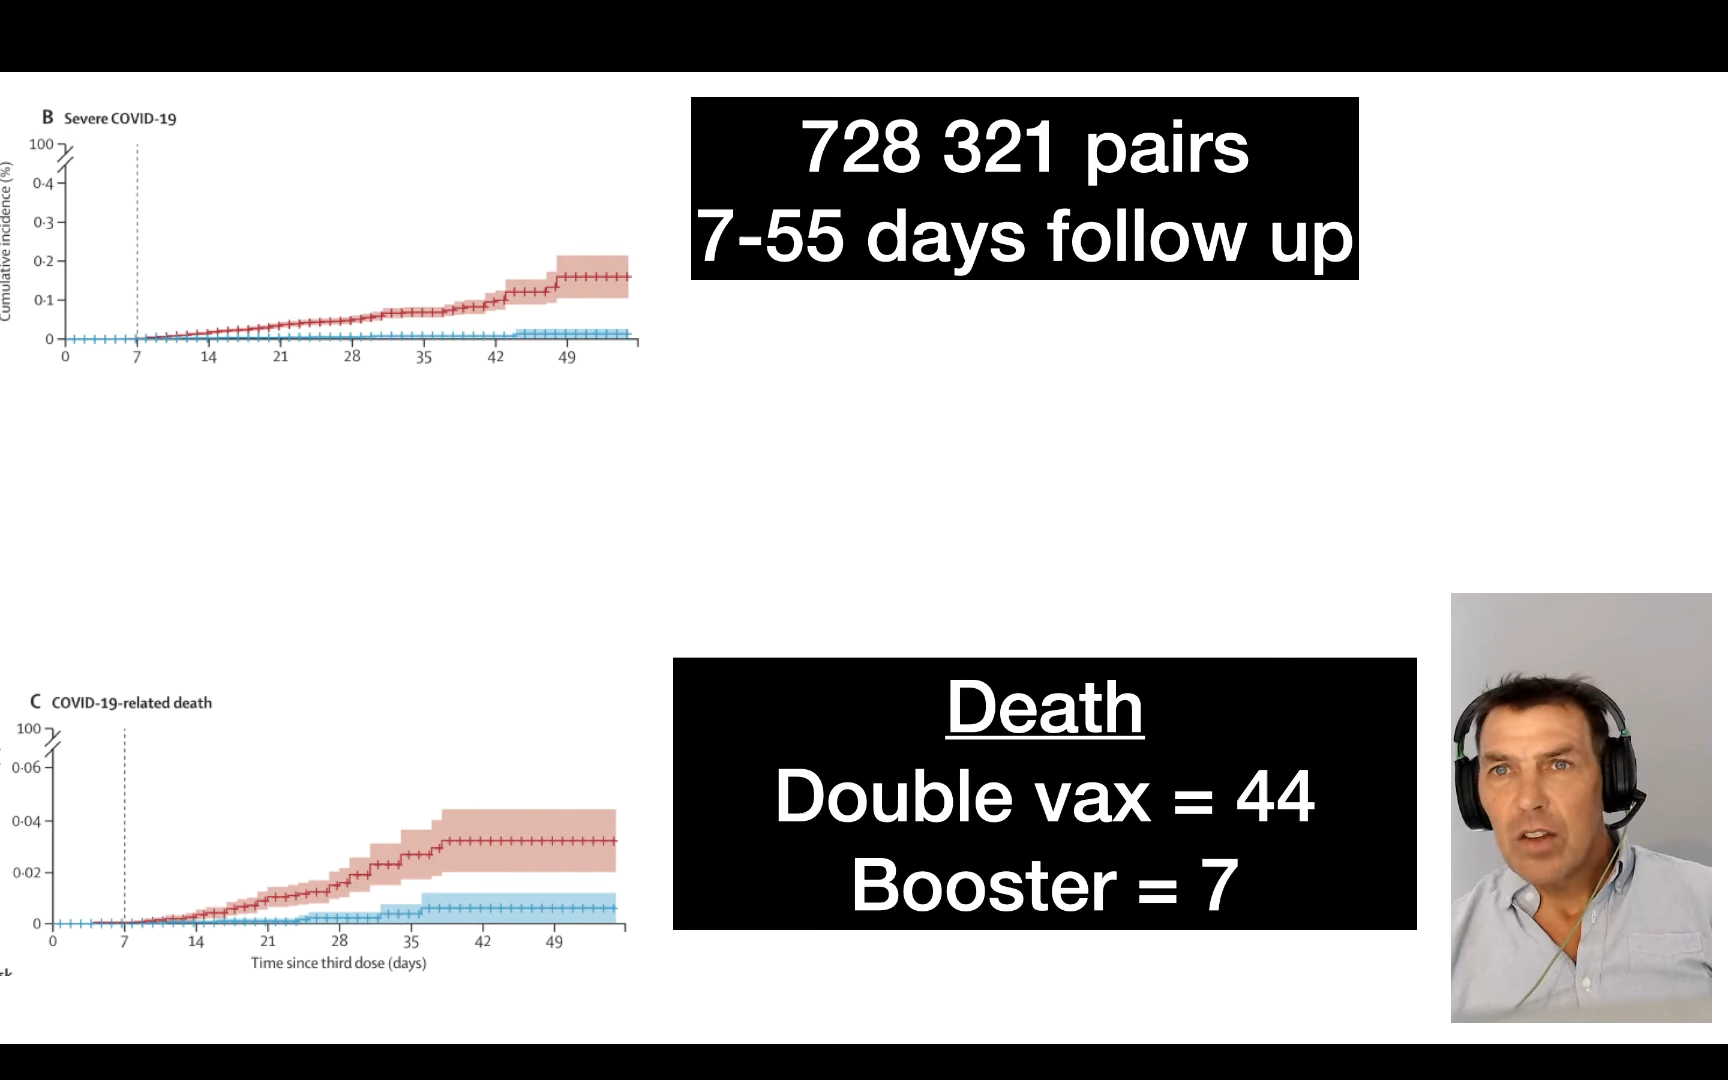 B Severe COVID-19
100
0·4
0·3
0·2
0·1
0
Cumulative incidence (%)
0 7 14 21 28 35 42 49
728 321 pairs
7-55 days follow up
C COVID-19-related death
100
0·06
0·04
0·02
0
0 7 14 21 28 35 42 49
Time since third dose (days)
Death
Double vax = 44
Booster = 7